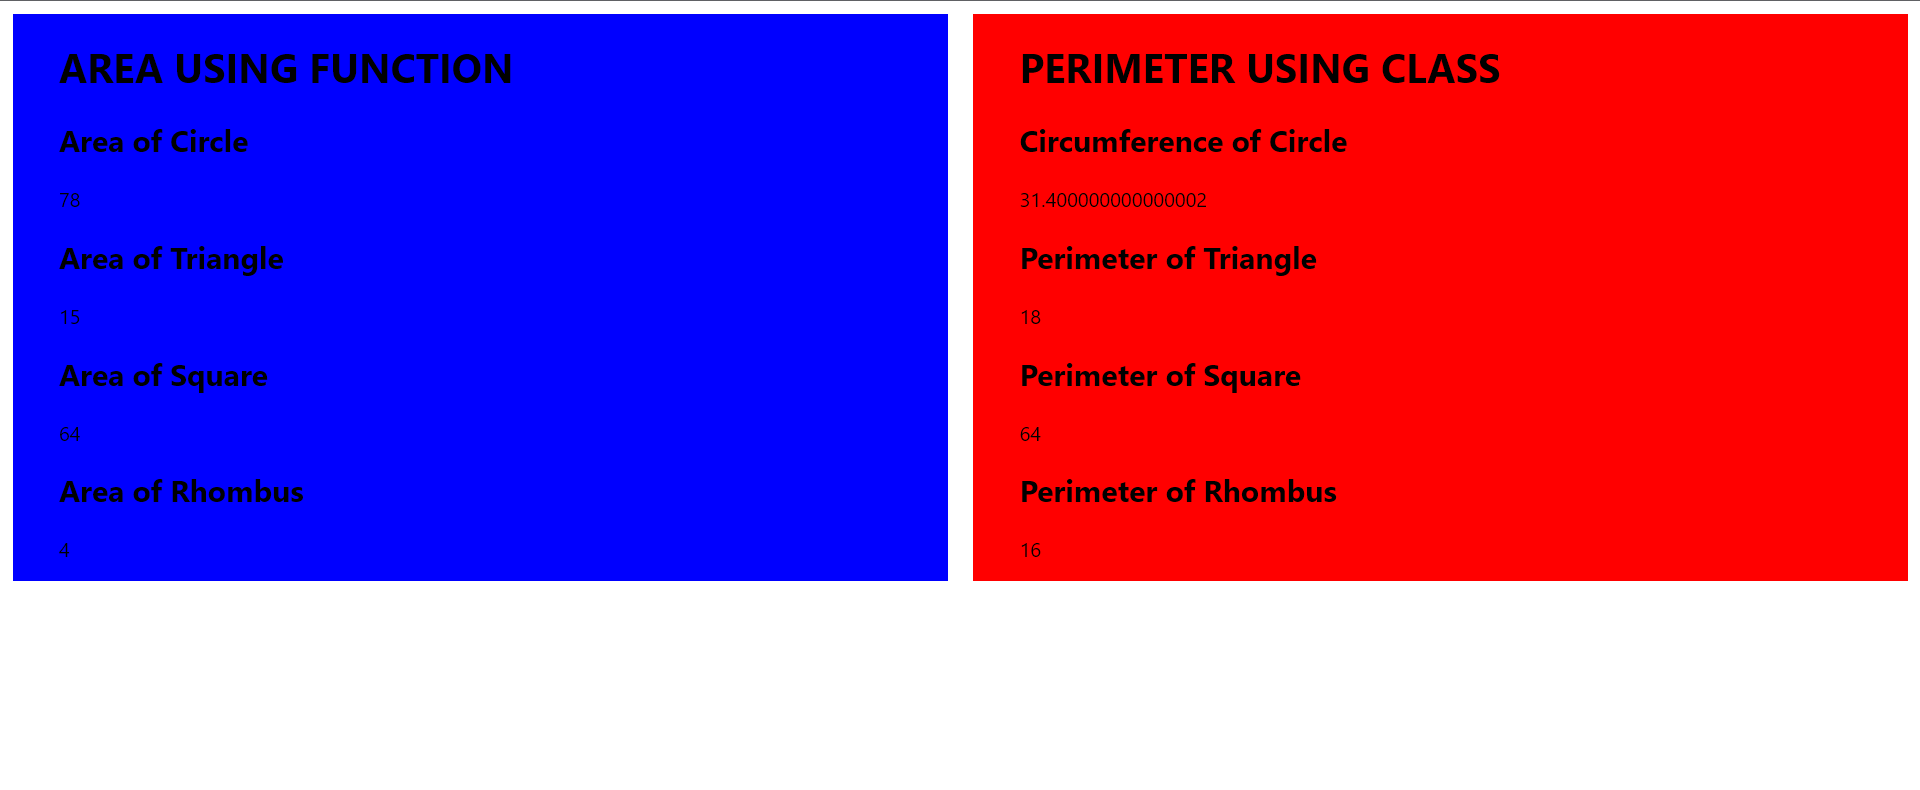 AREA USING FUNCTION
Area of Circle
78
Area of Triangle
15
Area of Square
64
Area of Rhombus
4
PERIMETER USING CLASS
Circumference of Circle
31.400000000000002
Perimeter of Triangle
18
Perimeter of Square
64
Perimeter of Rhombus
16